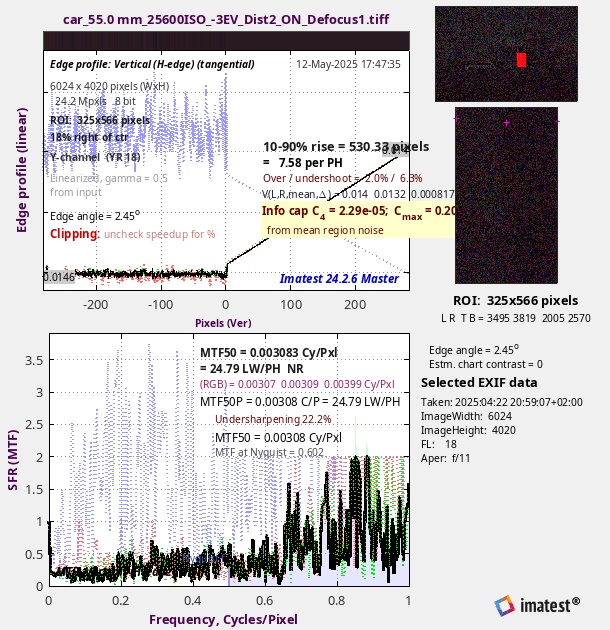 car_55.0 mm_25600ISO_-3EV_Dist2_ON_Defocus1.tiff
Edge profile: Vertical (H-edge) (tangential)
12-May-2025 17:47:35
6024 x 4020 pixels (WxH)
24.2 Mpxls 8 bit
ROI: 325x566 pixels
18% right of ctr
Y-channel (YR 18)
Linearized, gamma = 0.5
from input
Edge angle = 2.45o
Clipping: uncheck speedup for %
10-90% rise = 530.33 pixels
= 7.58 per PH
Over / undershoot = 2.0% / 6.3%
V(L,R,mean,Δ) = 0.014 0.0132 0.000817
Info cap C4 = 2.29e-05; Cmax = 0.20
from mean region noise
0.0146
Imatest 24.2.6 Master
Edge profile (linear)
-200 -100 0 100 200
Pixels (Ver)
ROI: 325x566 pixels
L R T B = 3495 3819 2005 2570
Edge angle = 2.45o
Estm. chart contrast = 0
Selected EXIF data
Taken: 2025:04:22 20:59:07+02:00
ImageWidth: 6024
ImageHeight: 4020
FL: 18
Aper: f/11
MTF50 = 0.003083 Cy/Pxl
= 24.79 LW/PH NR
(RGB) = 0.00307 0.00309 0.00399 Cy/Pxl
MTF50P = 0.00308 C/P = 24.79 LW/PH
Undersharpening 22.2%
MTF50 = 0.00308 Cy/Pxl
MTF at Nyquist = 0.602
SFR (MTF)
3.5
3
2.5
2
1.5
1
0.5
0
0 0.2 0.4 0.6 0.8 1
Frequency, Cycles/Pixel
imatest®